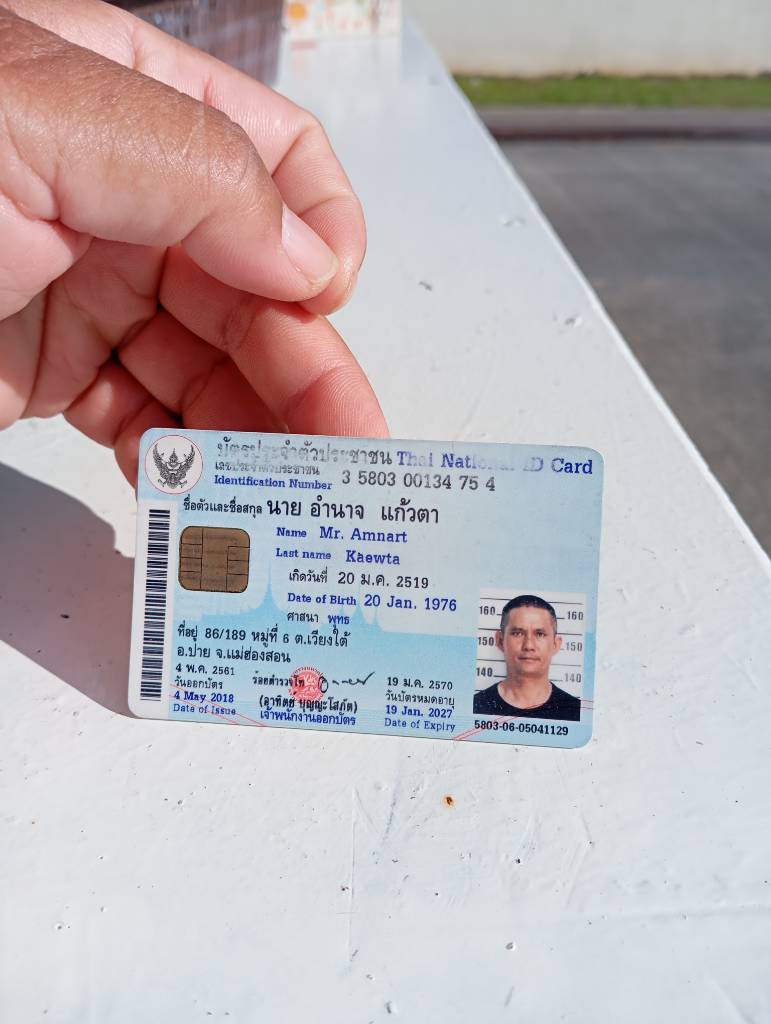 บัตรประจำตัวประชาชน Thai National ID Card
เลขประจำตัวประชาชน
Identification Number 3 5803 00134 75 4
ชื่อตัวและชื่อสกุล นาย อำนาจ แก้วตา
Name Mr. Amnart
Last name Kaewta
เกิดวันที่ 20 ม.ค. 2519
Date of Birth 20 Jan. 1976
ศาสนา พุทธ
ที่อยู่ 86/189 หมู่ที่ 6 ต.เวียงใต้
อ.ปาย จ.แม่ฮ่องสอน
4 พ.ค. 2561
วันออกบัตร
4 May 2018
Date of Issue
ร้อยตำรวจโท
(อาทิตย์ บุญญะโสภัต)
เจ้าพนักงานออกบัตร
19 ม.ค. 2570
วันบัตรหมดอายุ
19 Jan. 2027
Date of Expiry
160 160
150 150
140 140
5803-06-05041129